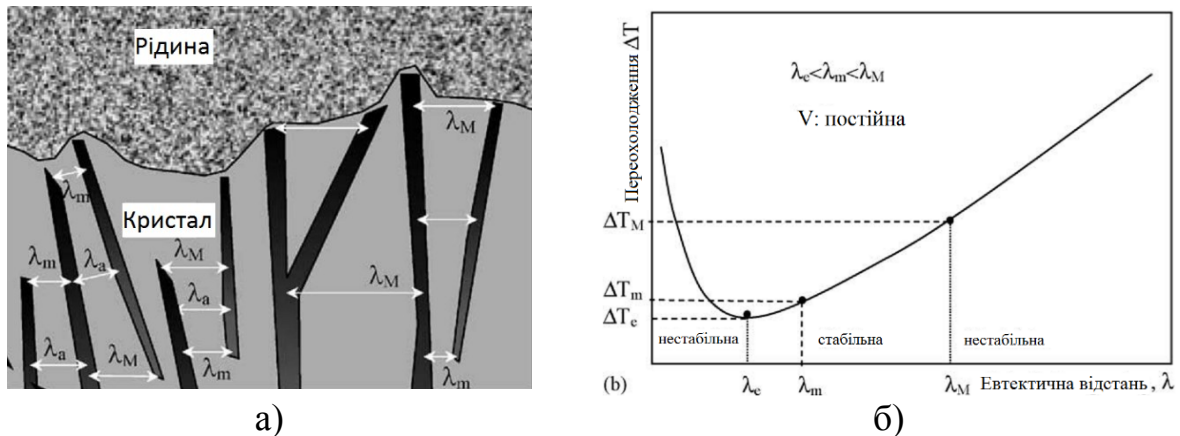 Рідина
λM
λm
Кристал
λm
λa
λM
λM
λa
λa
λM
λm
λm
а)
Переохолодження ΔT
λe<λm<λM
V: постійна
ΔTM
ΔTm
ΔTe
нестабільна
стабільна
нестабільна
(b)
λe
λm
λM
Евтектична відстань , λ
б)